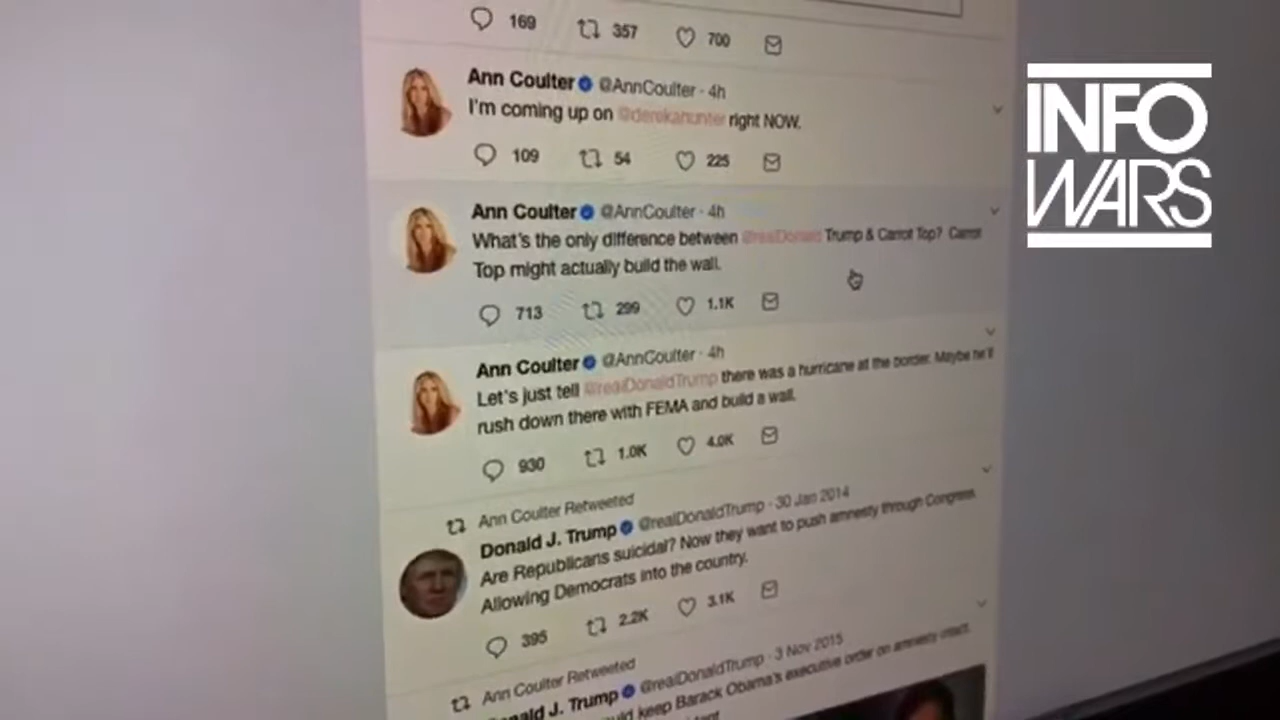 169 357 700
Ann Coulter @AnnCoulter · 4h
I'm coming up on @derekahunter right NOW.
109 54 225
Ann Coulter @AnnCoulter · 4h
What's the only difference between @realDonald Trump & Carrot Top? Carrot
Top might actually build the wall.
713 299 1.1K
Ann Coulter @AnnCoulter · 4h
Let's just tell @realDonaldTrump there was a hurricane at the border. Maybe he'll
rush down there with FEMA and build a wall.
930 1.0K 4.0K
Ann Coulter Retweeted
Donald J. Trump @realDonaldTrump · 30 Jan 2014
Are Republicans suicidal? Now they want to push amnesty through Congress.
Allowing Democrats into the country.
395 2.2K 3.1K
Ann Coulter Retweeted
nald J. Trump @realDonaldTrump · 3 Nov 2015
uld keep Barack Obama's executive order on amnesty intact.
INFO
WARS